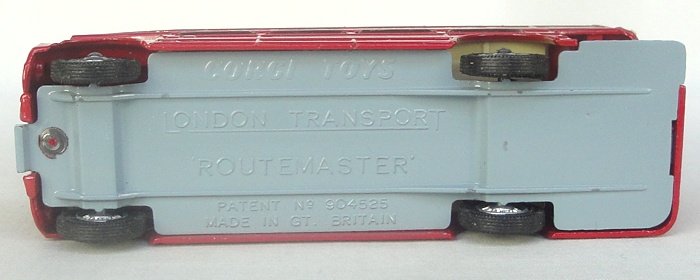 CORGI TOYS
LONDON TRANSPORT
ROUTEMASTER
PATENT Nº 904525
MADE IN GT. BRITAIN